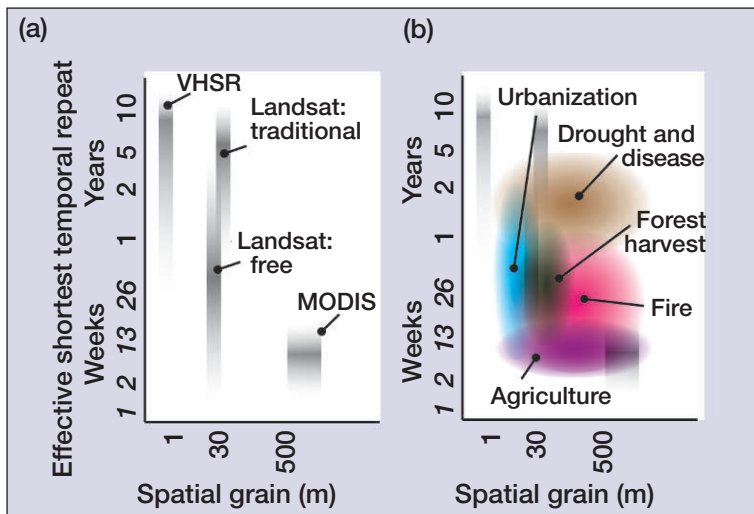 (a)
VHSR
Landsat:
traditional
Landsat:
free
MODIS
Effective shortest temporal repeat
Years
Weeks
10
5
2
1
26
13
2
1
1
30
500
Spatial grain (m)
(b)
Urbanization
Drought and
disease
Forest
harvest
Fire
Agriculture
Years
Weeks
10
5
2
1
26
13
2
1
1
30
500
Spatial grain (m)